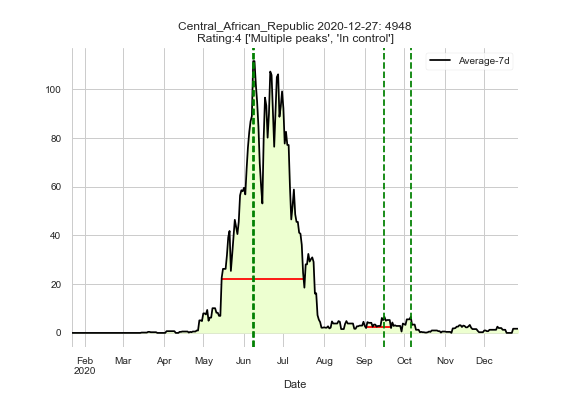 Central_African_Republic 2020-12-27: 4948
Rating:4 ['Multiple peaks', 'In control']
Average-7d
100
80
60
40
20
0
Feb Mar Apr May Jun Jul Aug Sep Oct Nov Dec
2020
Date